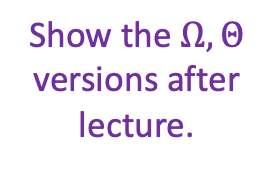 Show the Ω, Θ
versions after
lecture.